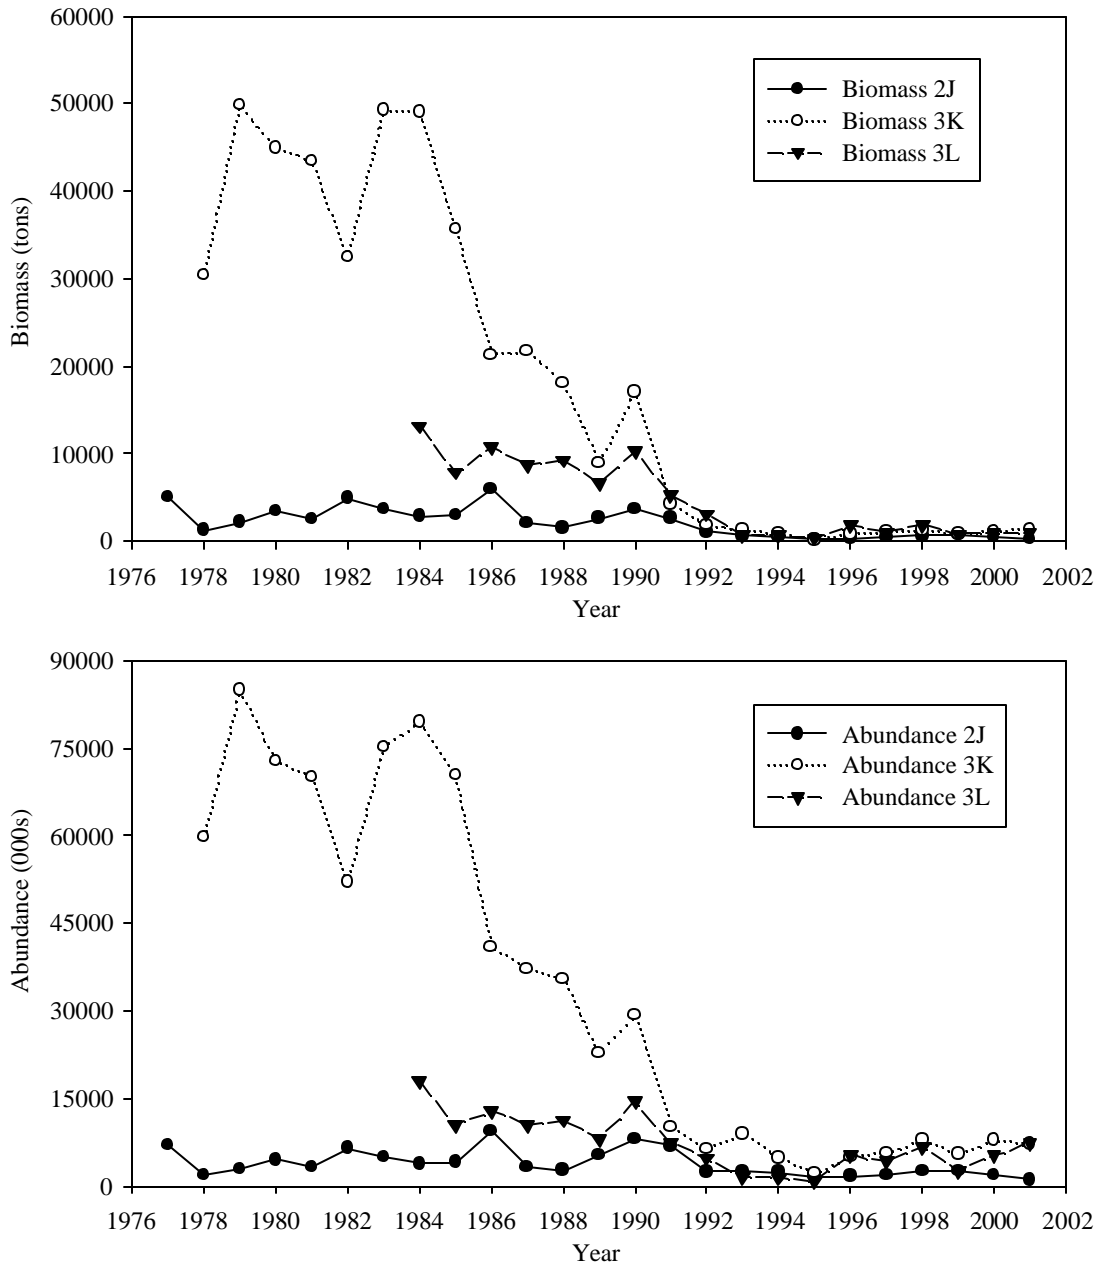 60000
50000
40000
30000
20000
10000
0
Biomass (tons)
Biomass 2J
Biomass 3K
Biomass 3L
1976 1978 1980 1982 1984 1986 1988 1990 1992 1994 1996 1998 2000 2002
Year
90000
75000
60000
45000
30000
15000
0
Abundance (000s)
Abundance 2J
Abundance 3K
Abundance 3L
1976 1978 1980 1982 1984 1986 1988 1990 1992 1994 1996 1998 2000 2002
Year